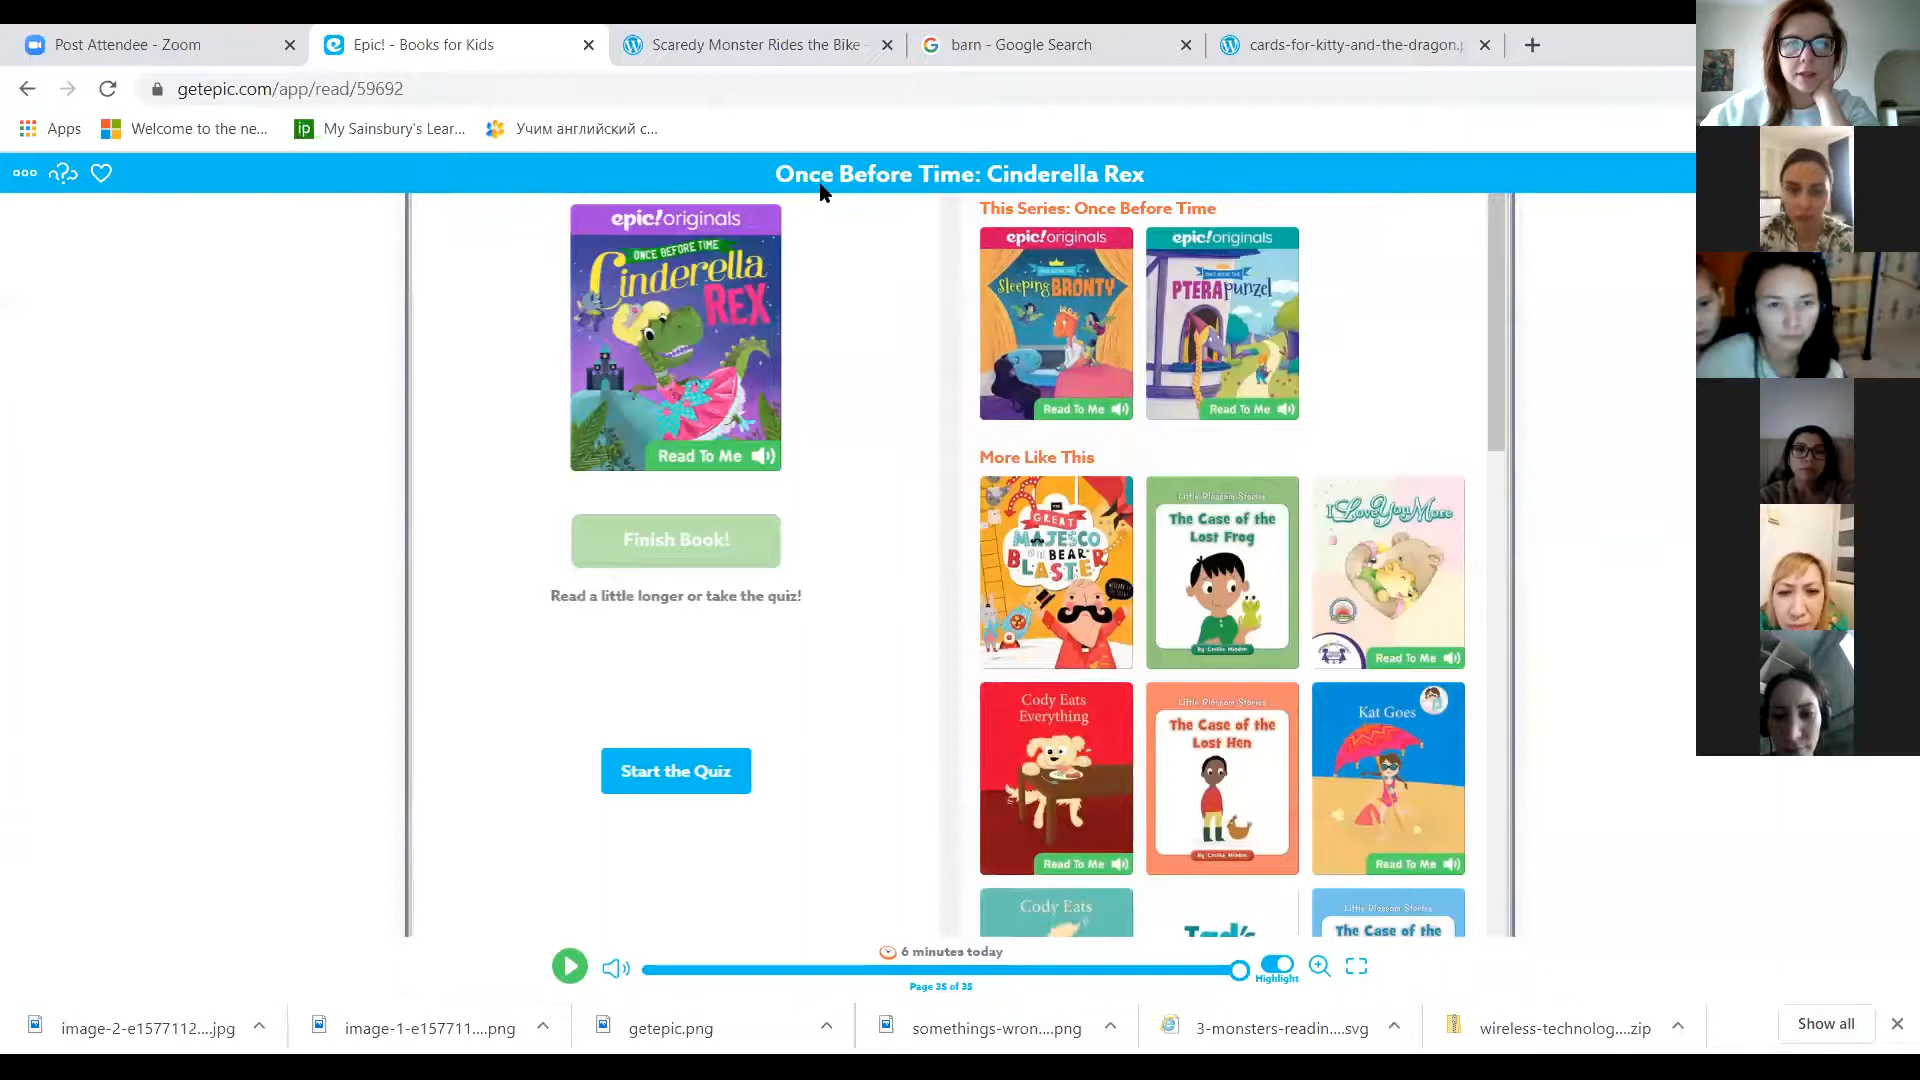 Post Attendee - Zoom
Epic! - Books for Kids
Scaredy Monster Rides the Bike
barn - Google Search
cards-for-kitty-and-the-dragon.p
getepic.com/app/read/59692
Apps
Welcome to the ne...
My Sainsbury's Lear...
Учим английский с...
Once Before Time: Cinderella Rex
epic!originals
ONCE BEFORE TIME
Cinderella
REX
Read To Me
Finish Book!
Read a little longer or take the quiz!
Start the Quiz
This Series: Once Before Time
epic!originals
Sleeping BRONTY
Read To Me
epic!originals
PTERApunzel
Read To Me
More Like This
THE
GREAT
MAJESCO
BEAR
BLASTER
Little Blossom Stories
The Case of the
Lost Frog
By Cecilia Minden
I Love You More
Read To Me
Cody Eats
Everything
Read To Me
Little Blossom Stories
The Case of the
Lost Hen
By Cecilia Minden
Kat Goes
Read To Me
Cody Eats
Tad's
Little Blossom Stories
The Case of the
6 minutes today
Page 35 of 35
Highlight
image-2-e1577112....jpg
image-1-e157711....png
getepic.png
somethings-wron....png
3-monsters-readin....svg
wireless-technolog....zip
Show all